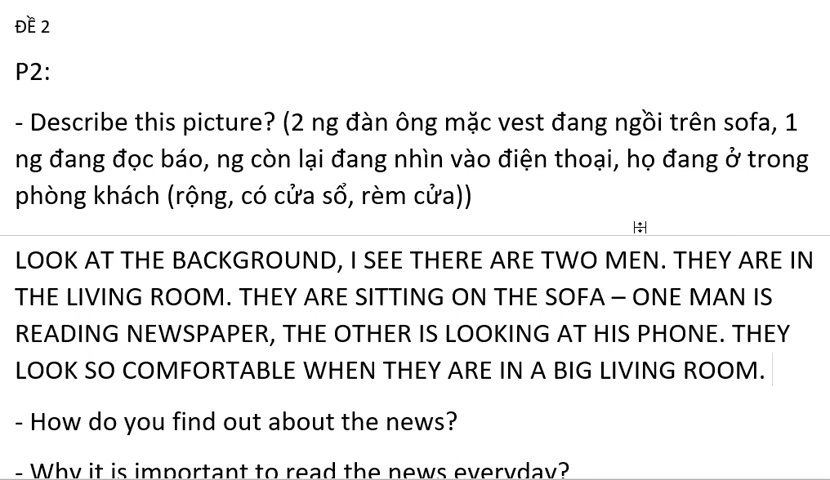 ĐỀ 2
P2:
- Describe this picture? (2 ng đàn ông mặc vest đang ngồi trên sofa, 1
ng đang đọc báo, ng còn lại đang nhìn vào điện thoại, họ đang ở trong
phòng khách (rộng, có cửa sổ, rèm cửa))
LOOK AT THE BACKGROUND, I SEE THERE ARE TWO MEN. THEY ARE IN
THE LIVING ROOM. THEY ARE SITTING ON THE SOFA – ONE MAN IS
READING NEWSPAPER, THE OTHER IS LOOKING AT HIS PHONE. THEY
LOOK SO COMFORTABLE WHEN THEY ARE IN A BIG LIVING ROOM.
- How do you find out about the news?
- Why it is important to read the news everyday?